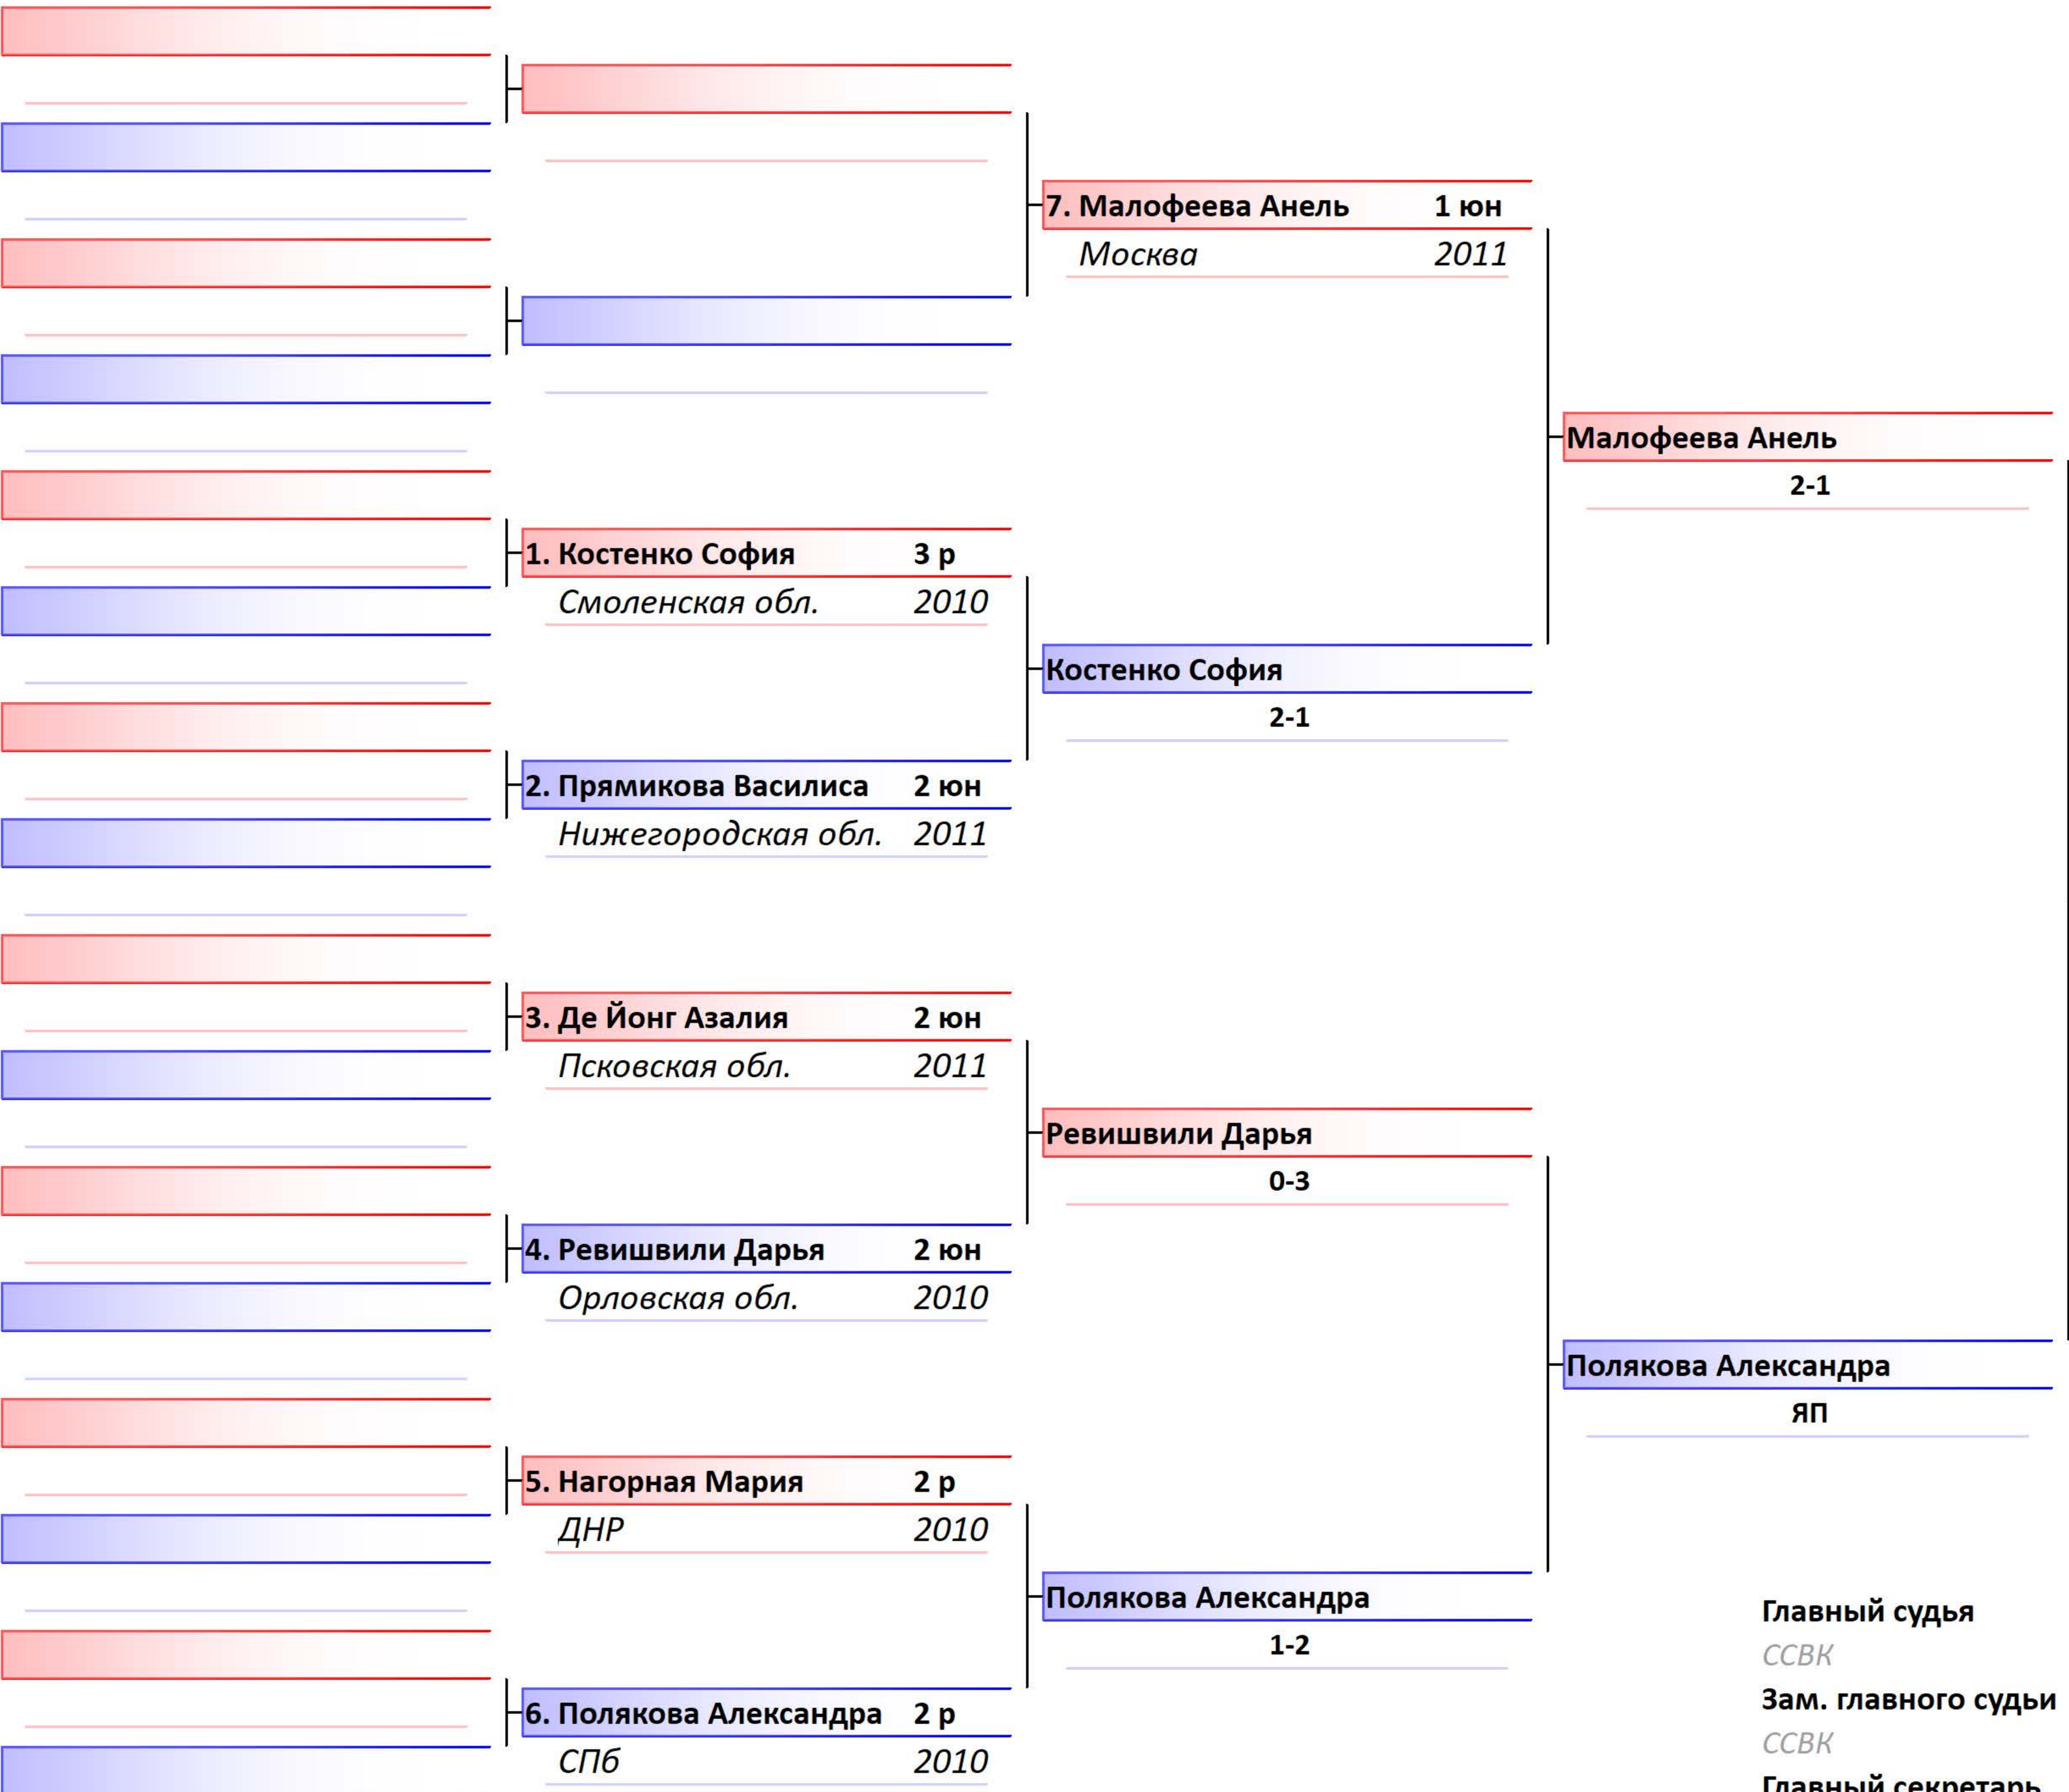 7. Малофеева Анель 1 юн
Москва 2011
Малофеева Анель
2-1
1. Костенко София 3 р
Смоленская обл. 2010
Костенко София
2-1
2. Прямикова Василиса 2 юн
Нижегородская обл. 2011
3. Де Йонг Азалия 2 юн
Псковская обл. 2011
Ревишвили Дарья
0-3
4. Ревишвили Дарья 2 юн
Орловская обл. 2010
Полякова Александра
ЯП
5. Нагорная Мария 2 р
ДНР 2010
Полякова Александра
1-2
6. Полякова Александра 2 р
СПб 2010
Главный судья
ССВК
Зам. главного судьи
ССВК
Главный секретарь